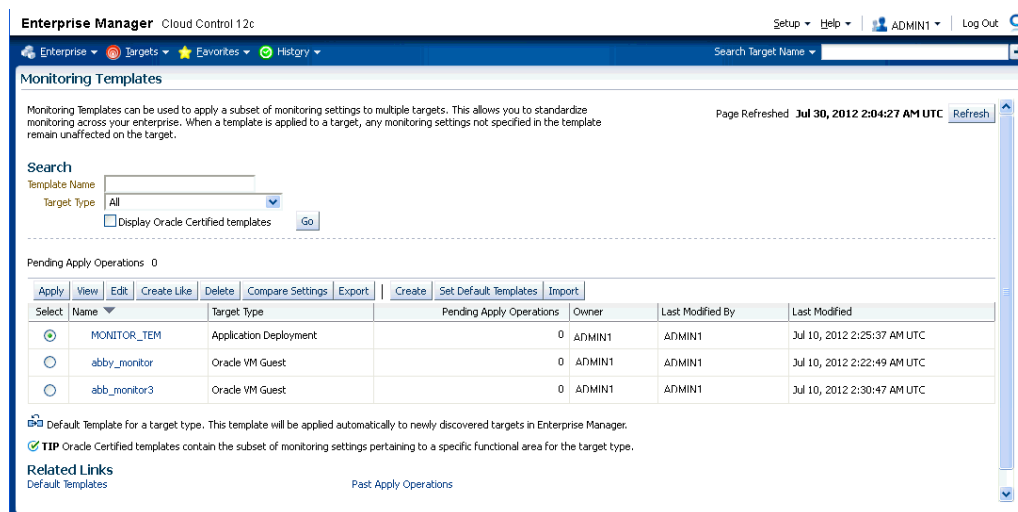 Enterprise Manager Cloud Control 12c
Setup Help ADMIN1 Log Out
Enterprise Targets Favorites History Search Target Name
Monitoring Templates
Monitoring Templates can be used to apply a subset of monitoring settings to multiple targets. This allows you to standardize
monitoring across your enterprise. When a template is applied to a target, any monitoring settings not specified in the template
remain unaffected on the target.
Page Refreshed Jul 30, 2012 2:04:27 AM UTC Refresh
Search
Template Name
Target Type All
Display Oracle Certified templates Go
Pending Apply Operations 0
Apply View Edit Create Like Delete Compare Settings Export | Create Set Default Templates Import
Select Name Target Type Pending Apply Operations Owner Last Modified By Last Modified
MONITOR_TEM Application Deployment 0 ADMIN1 ADMIN1 Jul 10, 2012 2:25:37 AM UTC
abby_monitor Oracle VM Guest 0 ADMIN1 ADMIN1 Jul 10, 2012 2:22:49 AM UTC
abb_monitor3 Oracle VM Guest 0 ADMIN1 ADMIN1 Jul 10, 2012 2:30:47 AM UTC
Default Template for a target type. This template will be applied automatically to newly discovered targets in Enterprise Manager.
TIP Oracle Certified templates contain the subset of monitoring settings pertaining to a specific functional area for the target type.
Related Links
Default Templates Past Apply Operations